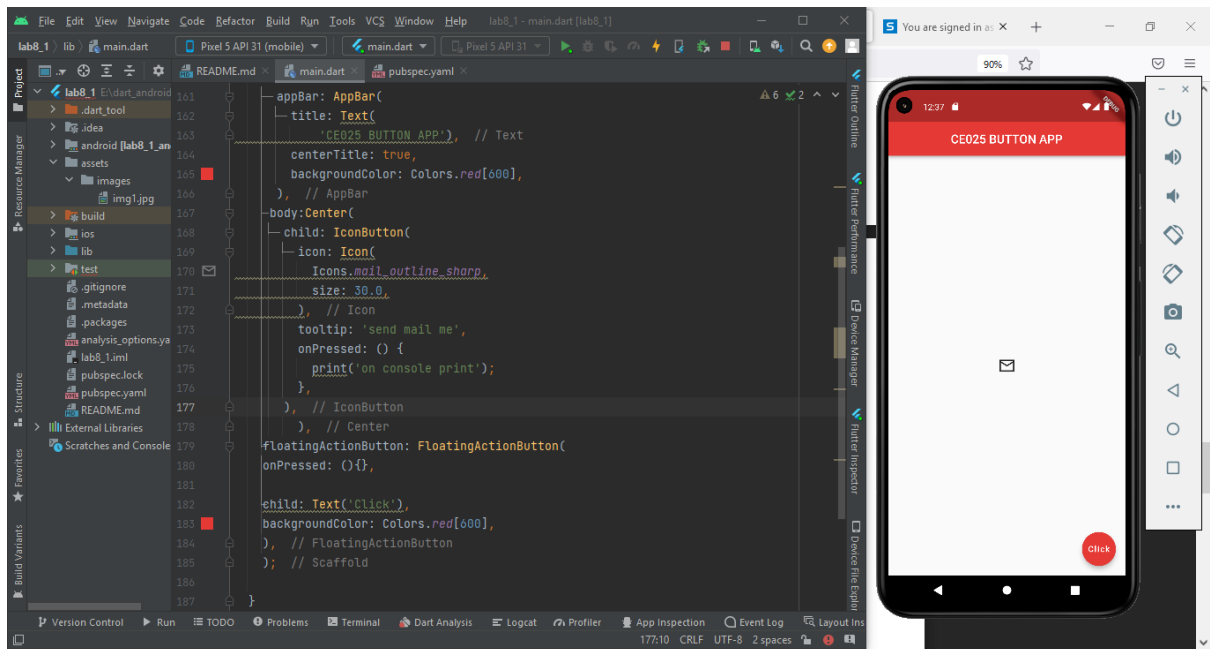 File Edit View Navigate Code Refactor Build Run Tools VCS Window Help lab8_1 - main.dart [lab8_1]
You are signed in as
lab8_1 lib main.dart Pixel 5 API 31 (mobile) main.dart Pixel 5 API 31
90%
Project
Resource Manager
Structure
Favorites
Build Variants
lab8_1 E:\dart_android
.dart_tool
.idea
android [lab8_1_an
assets
images
img1.jpg
build
ios
lib
test
.gitignore
.metadata
.packages
analysis_options.ya
lab8_1.iml
pubspec.lock
pubspec.yaml
README.md
External Libraries
Scratches and Console
README.md main.dart pubspec.yaml
6 2
161 appBar: AppBar(
162 title: Text(
163 'CE025 BUTTON APP'), // Text
164 centerTitle: true,
165 backgroundColor: Colors.red[600],
166 ), // AppBar
167 body:Center(
168 child: IconButton(
169 icon: Icon(
170 Icons.mail_outline_sharp,
171 size: 30.0,
172 ), // Icon
173 tooltip: 'send mail me',
174 onPressed: () {
175 print('on console print');
176 },
177 ), // IconButton
178 ), // Center
179 floatingActionButton: FloatingActionButton(
180 onPressed: (){},
181
182 child: Text('Click'),
183 backgroundColor: Colors.red[600],
184 ), // FloatingActionButton
185 ); // Scaffold
186
187 }
Flutter Outline
Flutter Performance
Device Manager
Flutter Inspector
Device File Explor
Version Control Run TODO Problems Terminal Dart Analysis Logcat Profiler App Inspection Event Log Layout Ins
177:10 CRLF UTF-8 2 spaces
12:37
DEBUG
CE025 BUTTON APP
Click